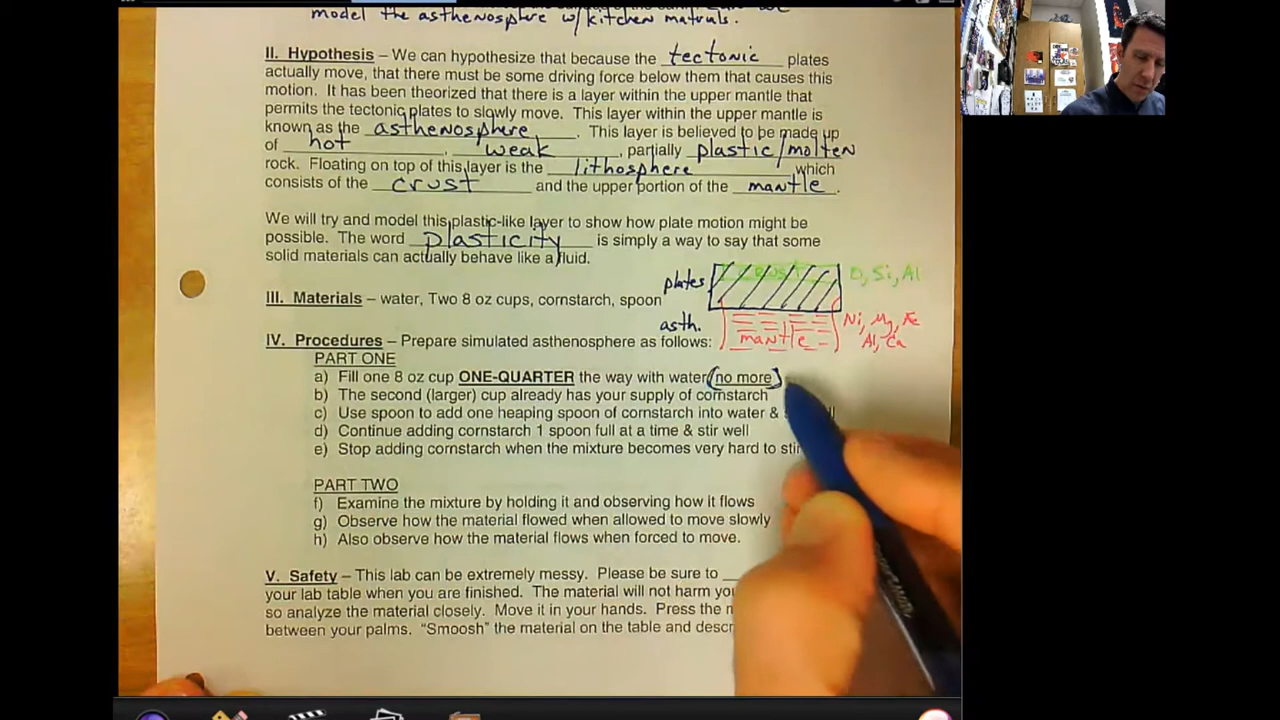 model the asthenosphere w/kitchen materials.
II. Hypothesis – We can hypothesize that because the tectonic plates
actually move, that there must be some driving force below them that causes this
motion. It has been theorized that there is a layer within the upper mantle that
permits the tectonic plates to slowly move. This layer within the upper mantle is
known as the asthenosphere. This layer is believed to be made up
of hot, weak, partially plastic/molten
rock. Floating on top of this layer is the lithosphere which
consists of the crust and the upper portion of the mantle.
We will try and model this plastic-like layer to show how plate motion might be
possible. The word plasticity is simply a way to say that some
solid materials can actually behave like a fluid.
plates crust O, Si, Al
III. Materials – water, Two 8 oz cups, cornstarch, spoon
asth. mantle Ni, Mg, Fe
Al, Ca
IV. Procedures – Prepare simulated asthenosphere as follows:
PART ONE
a) Fill one 8 oz cup ONE-QUARTER the way with water (no more)
b) The second (larger) cup already has your supply of cornstarch
c) Use spoon to add one heaping spoon of cornstarch into water &
d) Continue adding cornstarch 1 spoon full at a time & stir well
e) Stop adding cornstarch when the mixture becomes very hard to stir
PART TWO
f) Examine the mixture by holding it and observing how it flows
g) Observe how the material flowed when allowed to move slowly
h) Also observe how the material flows when forced to move.
V. Safety – This lab can be extremely messy. Please be sure to
your lab table when you are finished. The material will not harm
so analyze the material closely. Move it in your hands. Press the
between your palms. "Smoosh" the material on the table and